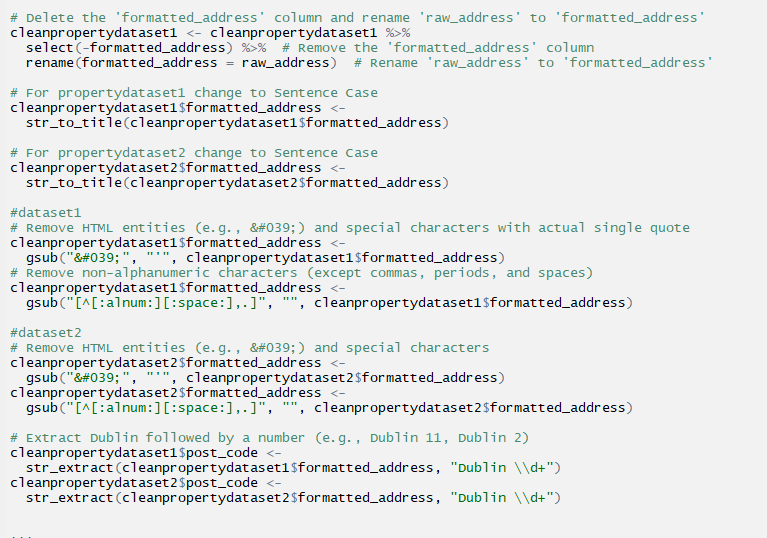 # Delete the 'formatted_address' column and rename 'raw_address' to 'formatted_address'
cleanpropertydataset1 <- cleanpropertydataset1 %>%
  select(-formatted_address) %>%  # Remove the 'formatted_address' column
  rename(formatted_address = raw_address)  # Rename 'raw_address' to 'formatted_address'

# For propertydataset1 change to Sentence Case
cleanpropertydataset1$formatted_address <-
  str_to_title(cleanpropertydataset1$formatted_address)

# For propertydataset2 change to Sentence Case
cleanpropertydataset2$formatted_address <-
  str_to_title(cleanpropertydataset2$formatted_address)

#dataset1
# Remove HTML entities (e.g., &#039;) and special characters with actual single quote
cleanpropertydataset1$formatted_address <-
  gsub("&#039;", "'", cleanpropertydataset1$formatted_address)
# Remove non-alphanumeric characters (except commas, periods, and spaces)
cleanpropertydataset1$formatted_address <-
  gsub("[^[:alnum:][:space:],.]", "", cleanpropertydataset1$formatted_address)

#dataset2
# Remove HTML entities (e.g., &#039;) and special characters
cleanpropertydataset2$formatted_address <-
  gsub("&#039;", "'", cleanpropertydataset2$formatted_address)
cleanpropertydataset2$formatted_address <-
  gsub("[^[:alnum:][:space:],.]", "", cleanpropertydataset2$formatted_address)

# Extract Dublin followed by a number (e.g., Dublin 11, Dublin 2)
cleanpropertydataset1$post_code <-
  str_extract(cleanpropertydataset1$formatted_address, "Dublin \\d+")
cleanpropertydataset2$post_code <-
  str_extract(cleanpropertydataset2$formatted_address, "Dublin \\d+")